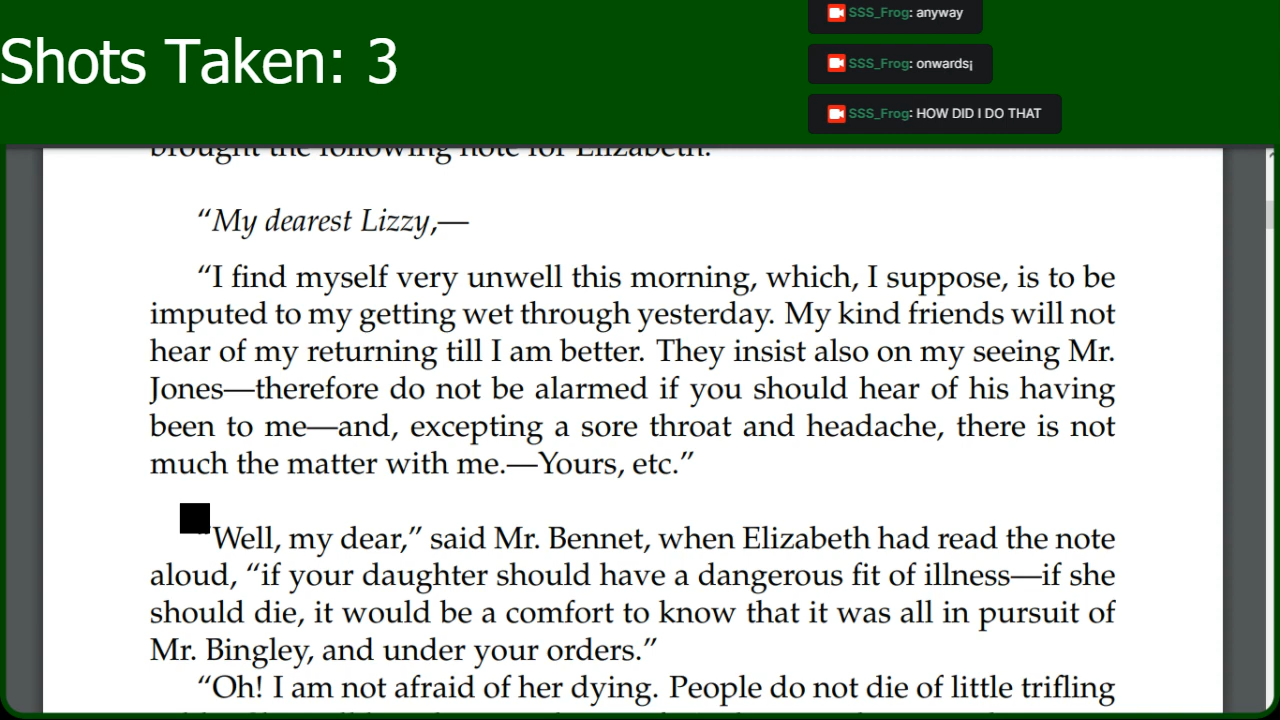 Shots Taken: 3
SSS_Frog: anyway
SSS_Frog: onwards¡
SSS_Frog: HOW DID I DO THAT
brought the following note for Elizabeth.
“My dearest Lizzy,—
“I find myself very unwell this morning, which, I suppose, is to be
imputed to my getting wet through yesterday. My kind friends will not
hear of my returning till I am better. They insist also on my seeing Mr.
Jones—therefore do not be alarmed if you should hear of his having
been to me—and, excepting a sore throat and headache, there is not
much the matter with me.—Yours, etc.”
“Well, my dear,” said Mr. Bennet, when Elizabeth had read the note
aloud, “if your daughter should have a dangerous fit of illness—if she
should die, it would be a comfort to know that it was all in pursuit of
Mr. Bingley, and under your orders.”
“Oh! I am not afraid of her dying. People do not die of little trifling